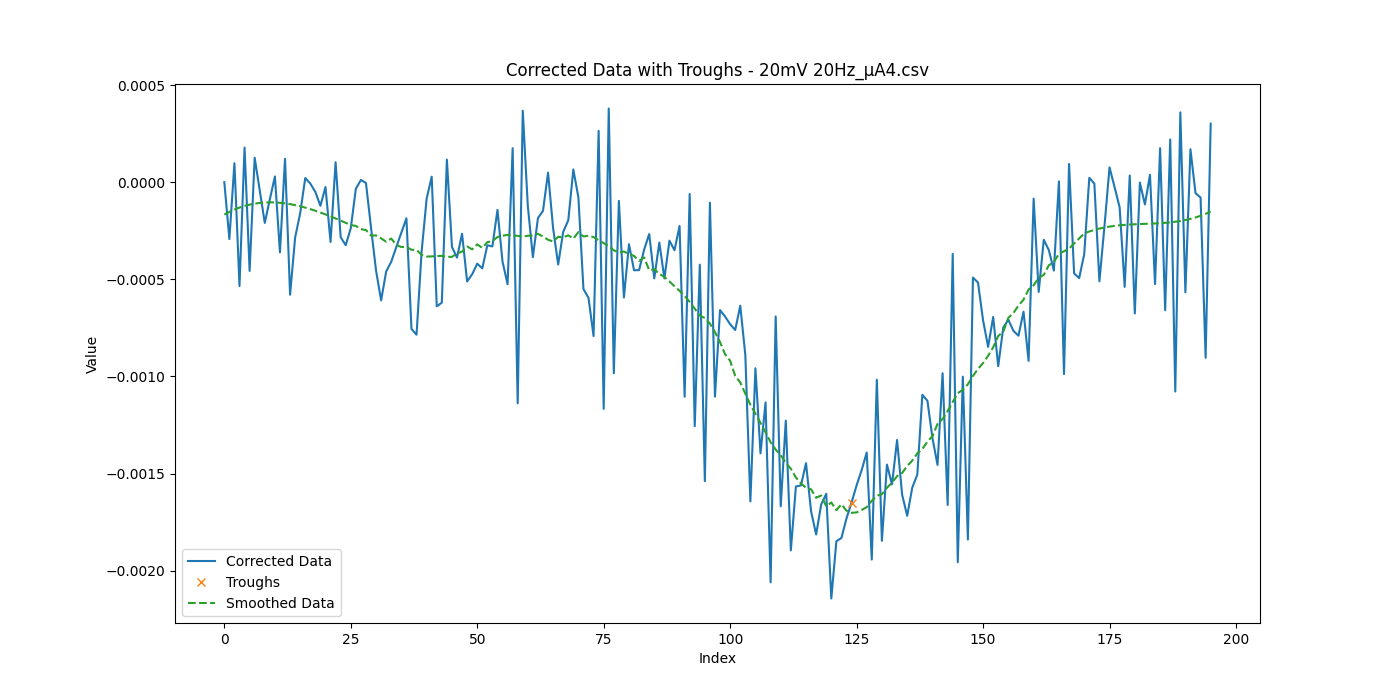 Corrected Data with Troughs - 20mV 20Hz_µA4.csv
0.0005
0.0000
−0.0005
−0.0010
−0.0015
−0.0020
Value
Corrected Data
Troughs
Smoothed Data
0 25 50 75 100 125 150 175 200
Index